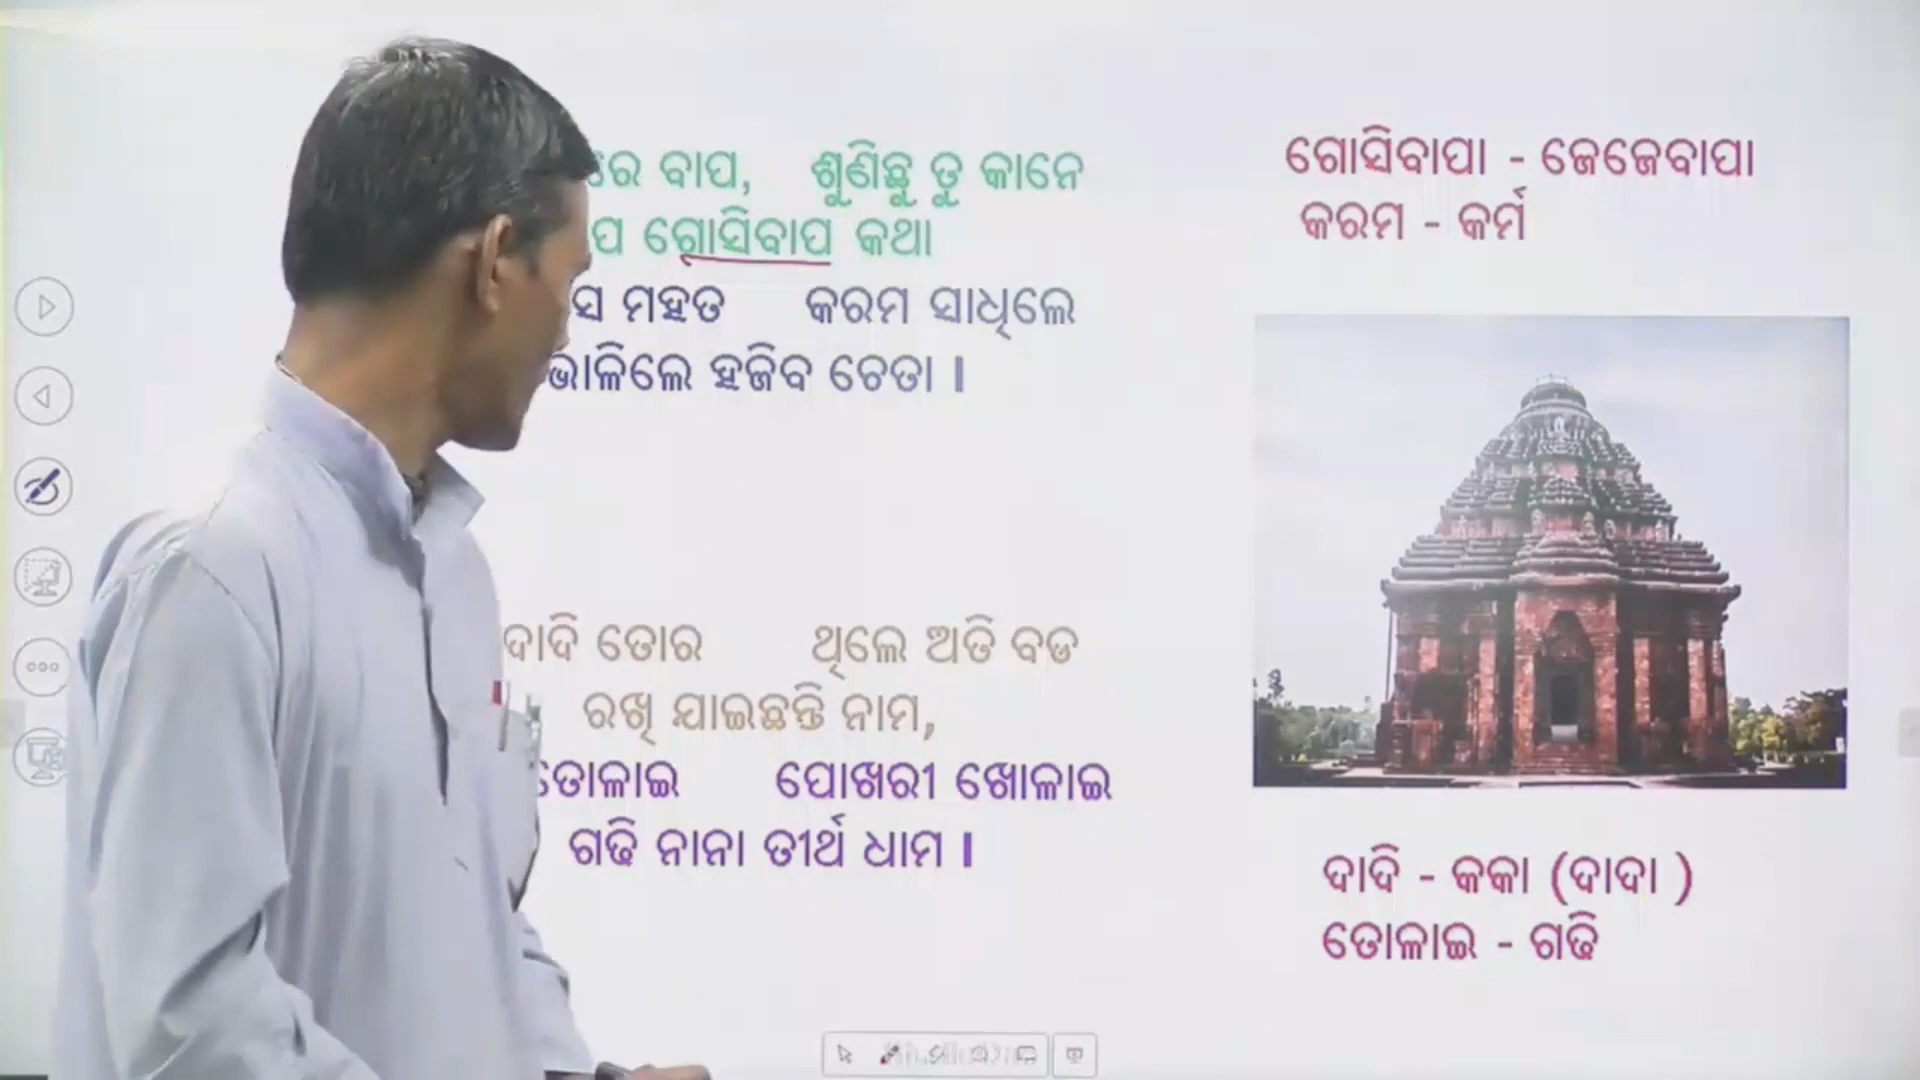 ରେ ବାପ, ଶୁଣିଛୁ ତୁ କାନେ
ଗୋସିବାପ କଥା
ମହତ କରମ ସାଧିଲେ
ଭାଳିଲେ ହଜିବ ଚେତା ।
ଦାଦି ତୋର ଥିଲେ ଅତି ବଡ
ରଖି ଯାଇଛନ୍ତି ନାମ,
ତୋଳାଇ ପୋଖରୀ ଖୋଳାଇ
ଗଢି ନାନା ତୀର୍ଥ ଧାମ ।
ଗୋସିବାପା - ଜେଜେବାପା
କରମ - କର୍ମ
ଦାଦି - କକା (ଦାଦା )
ତୋଳାଇ - ଗଢି